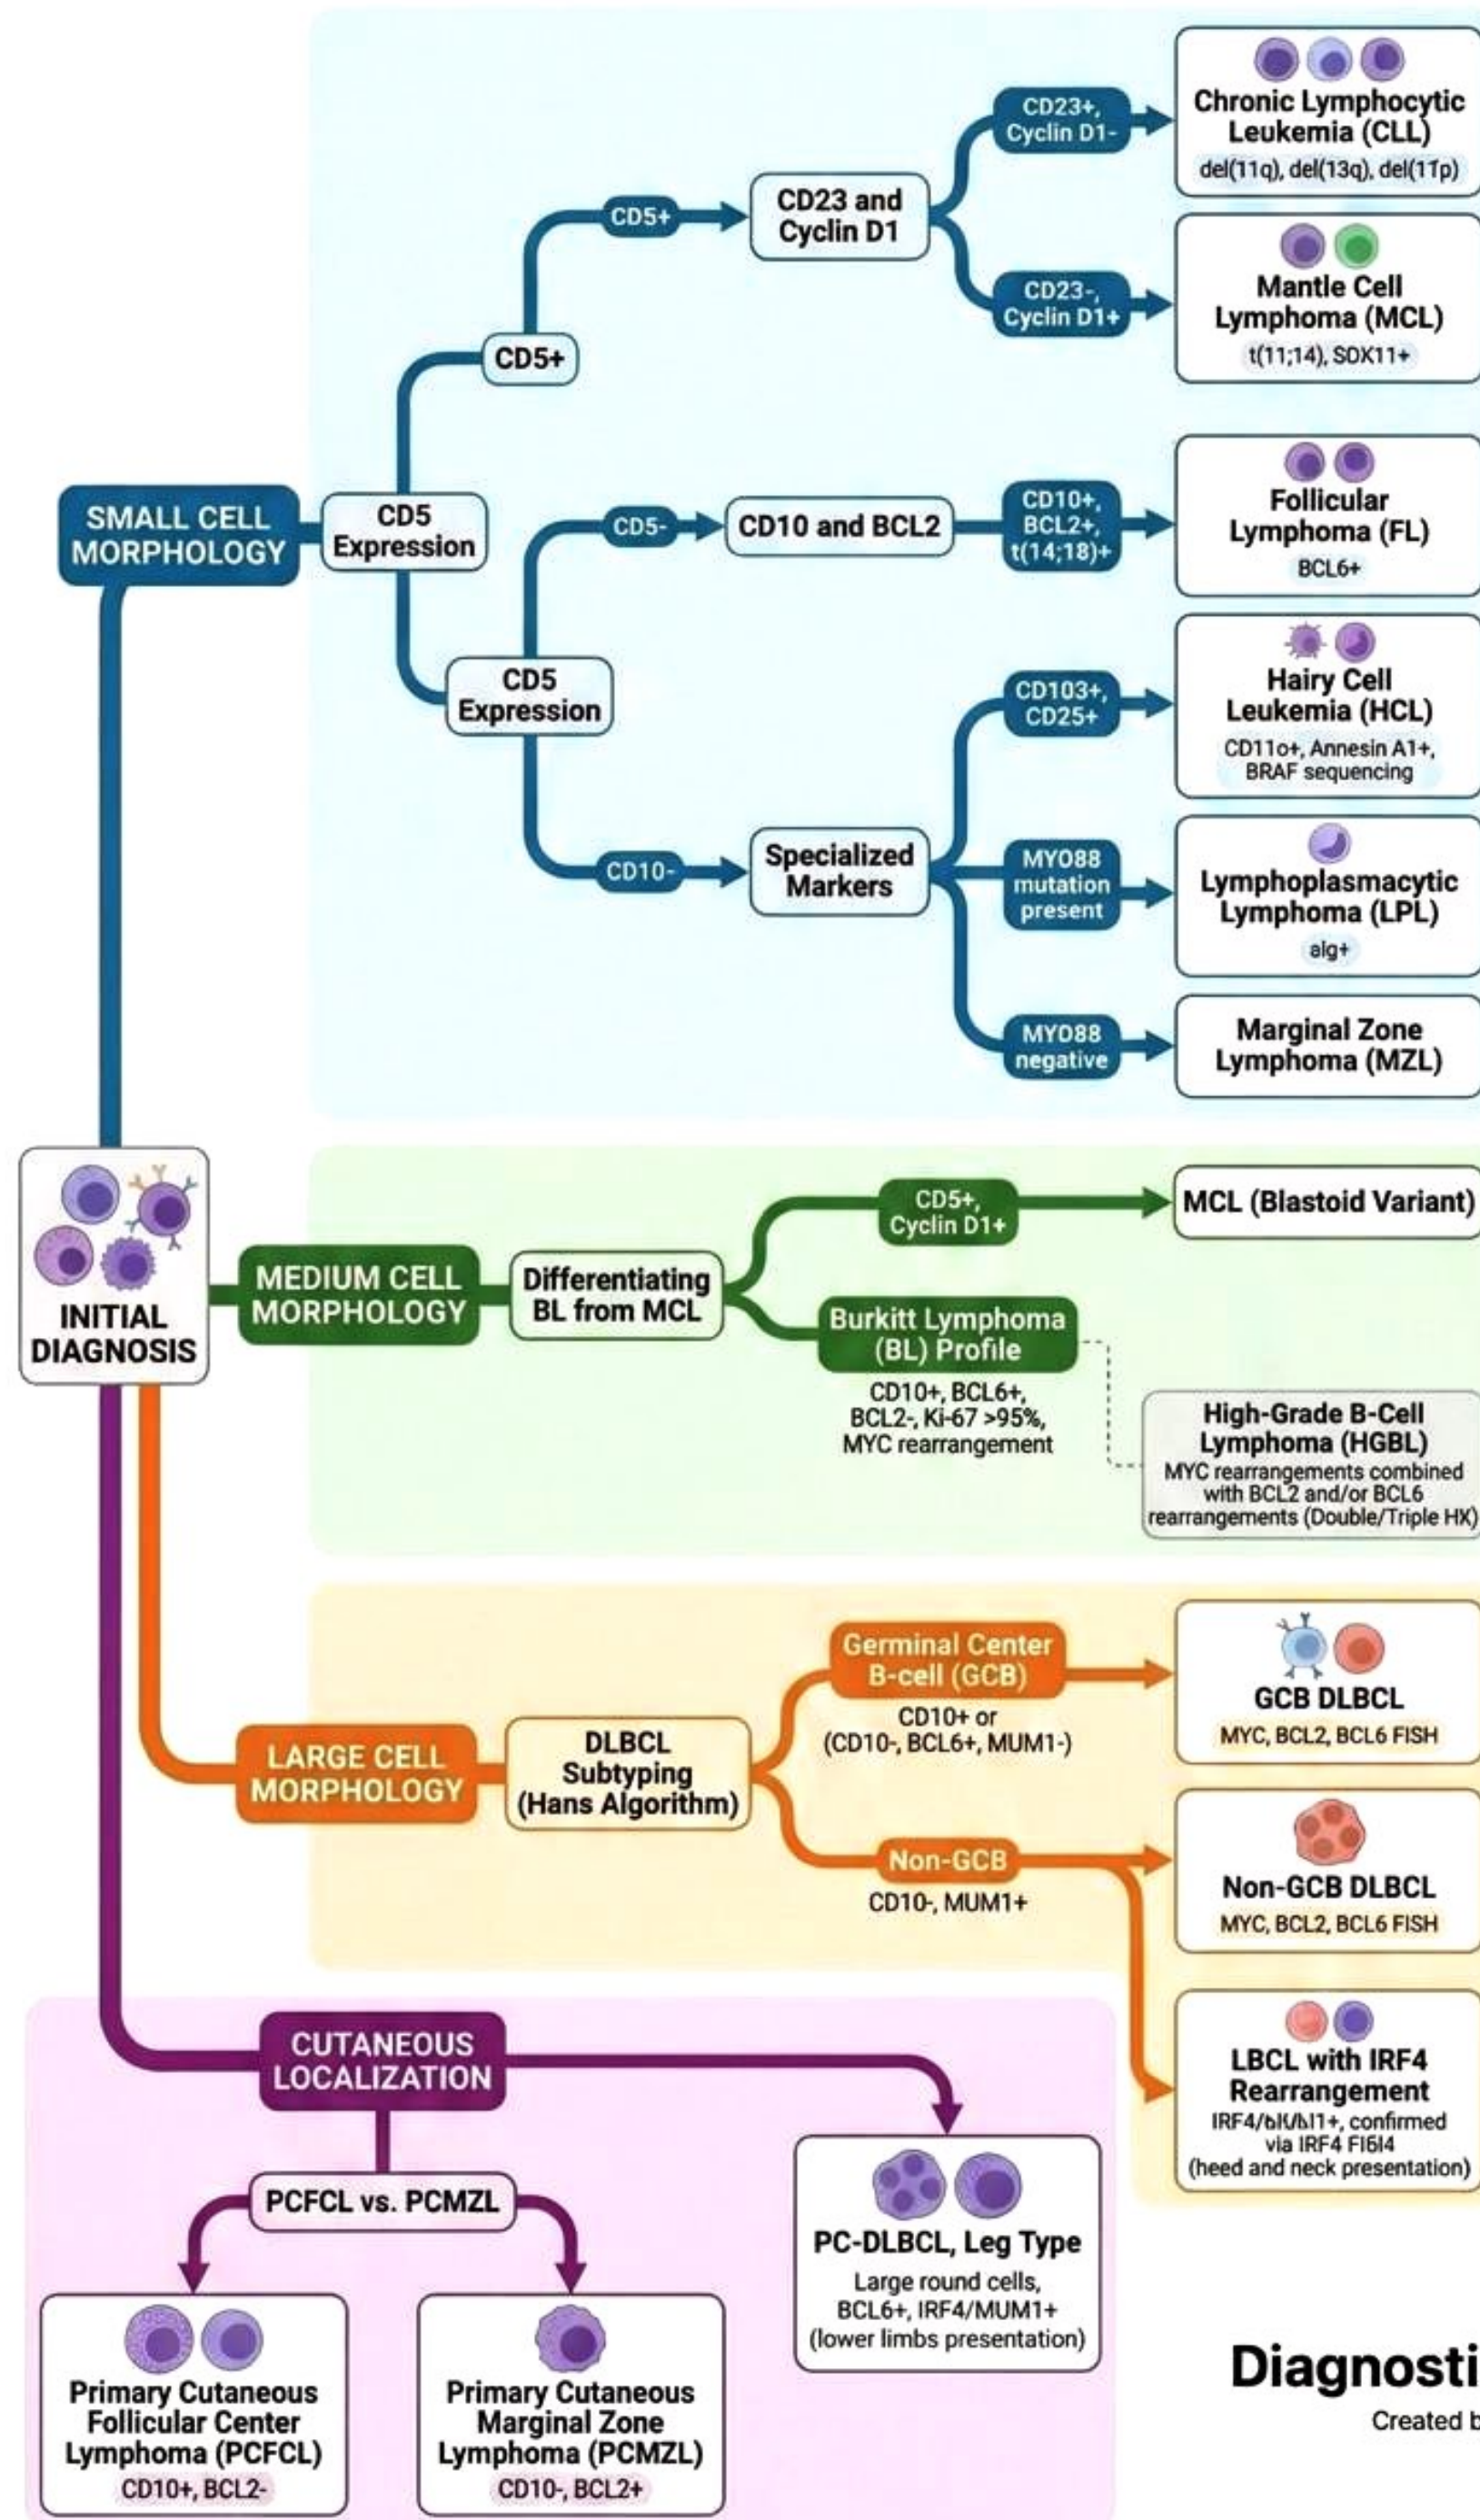 CD23+,
Cyclin D1-
Chronic Lymphocytic
Leukemia (CLL)
del(11q), del(13q), del(11p)
CD5+
CD23 and
Cyclin D1
CD23-,
Cyclin D1+
Mantle Cell
Lymphoma (MCL)
t(11;14), SDX11+
CD5+
SMALL CELL
MORPHOLOGY
CD5
Expression
CD5-
CD10 and BCL2
CD10+,
BCL2+,
t(14;18)+
Follicular
Lymphoma (FL)
BCL6+
CD5
Expression
CD103+,
CD25+
Hairy Cell
Leukemia (HCL)
CD11o+, Annesin A1+,
BRAF sequencing
CD10-
Specialized
Markers
MYO88
mutation
present
Lymphoplasmacytic
Lymphoma (LPL)
alg+
MYD88
negative
Marginal Zone
Lymphoma (MZL)
INITIAL
DIAGNOSIS
MEDIUM CELL
MORPHOLOGY
Differentiating
BL from MCL
CD5+,
Cyclin D1+
MCL (Blastoid Variant)
Burkitt Lymphoma
(BL) Profile
CD10+, BCL6+,
BCL2-, Ki-67 >95%,
MYC rearrangement
High-Grade B-Cell
Lymphoma (HGBL)
MYC rearrangements combined
with BCL2 and/or BCL6
rearrangements (Double/Triple HX)
LARGE CELL
MORPHOLOGY
DLBCL
Subtyping
(Hans Algorithm)
Germinal Center
B-cell (GCB)
CD10+ or
(CD10-, BCL6+, MUM1-)
GCB DLBCL
MYC, BCL2, BCL6 FISH
Non-GCB
CD10-, MUM1+
Non-GCB DLBCL
MYC, BCL2, BCL6 FISH
LBCL with IRF4
Rearrangement
confirmed
via IRF4
(heed and neck presentation)
CUTANEOUS
LOCALIZATION
PCFCL vs. PCMZL
PC-DLBCL, Leg Type
Large round cells,
BCL6+, IRF4/MUM1+
(lower limbs presentation)
Primary Cutaneous
Follicular Center
Lymphoma (PCFCL)
CD10+, BCL2-
Primary Cutaneous
Marginal Zone
Lymphoma (PCMZL)
CD10-, BCL2+
Diagnosti
Created b